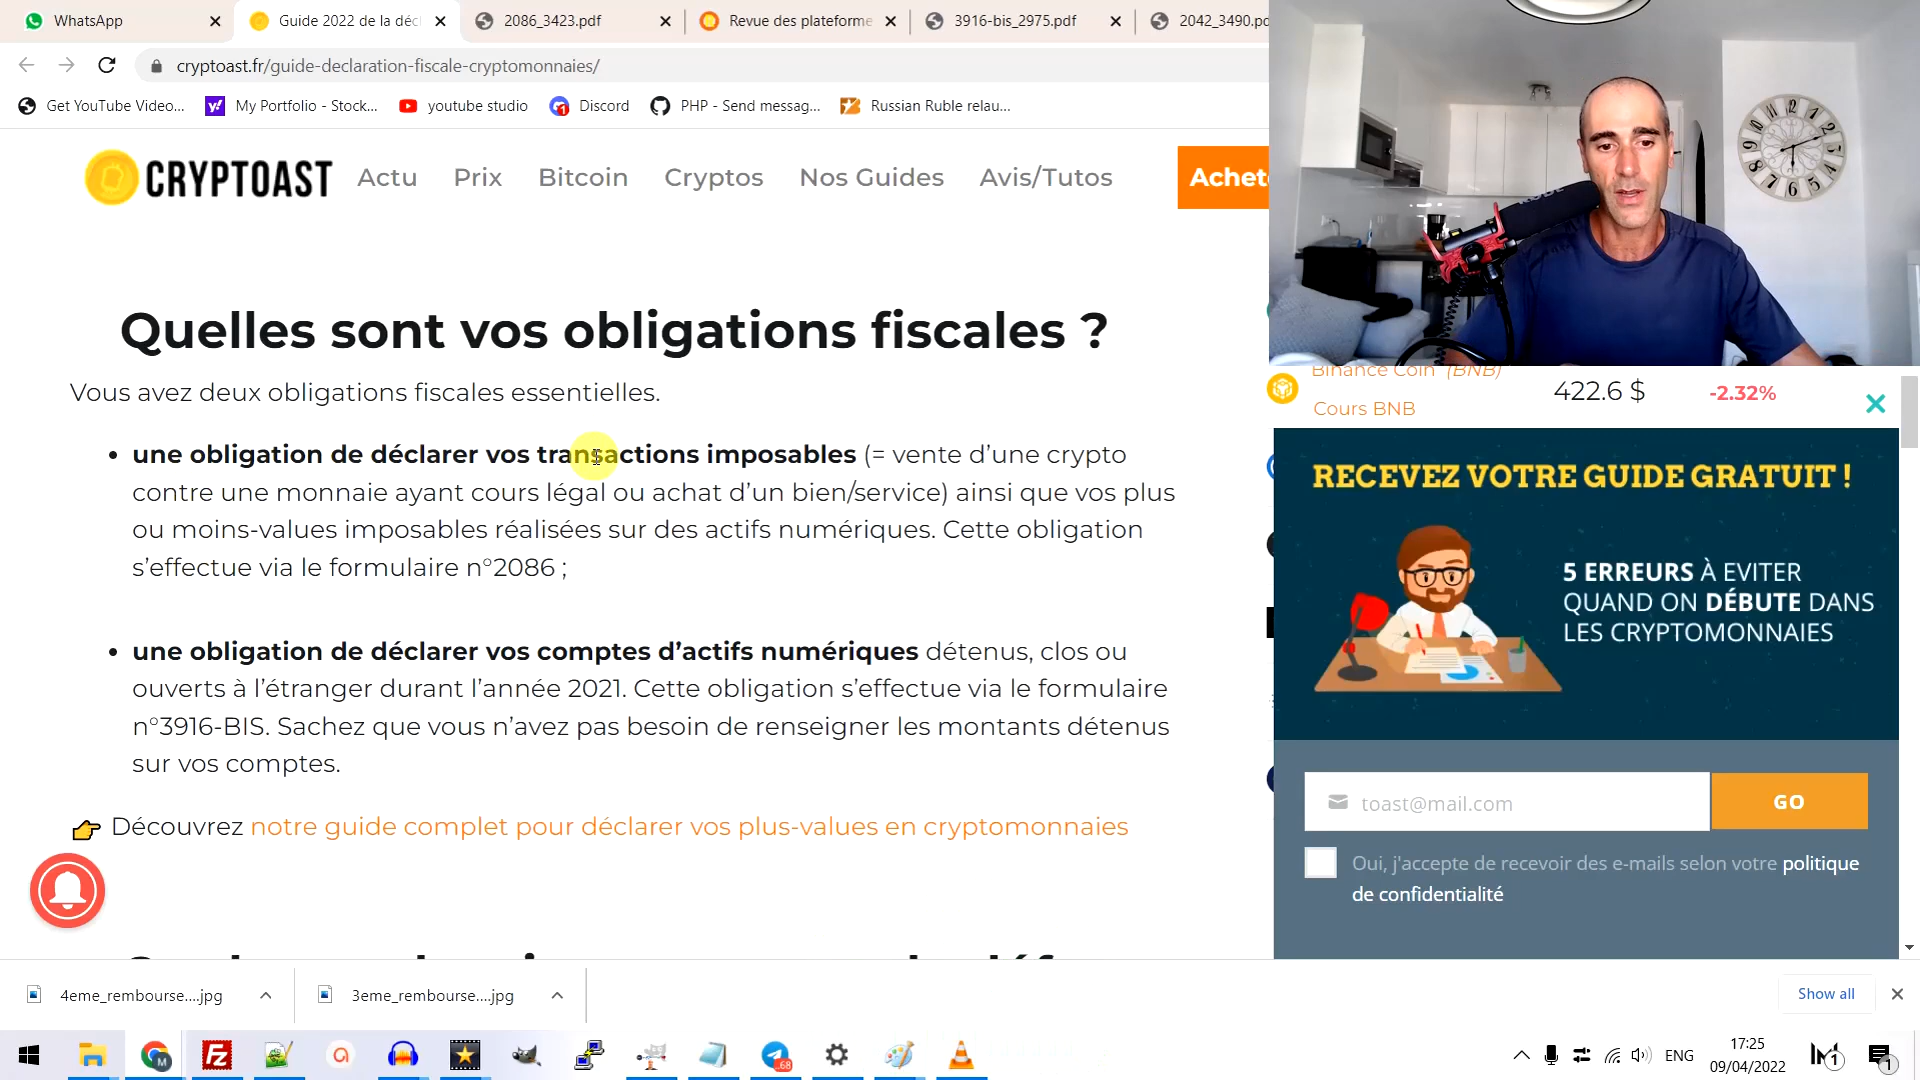 WhatsApp
Guide 2022 de la décl
2086_3423.pdf
Revue des plateforme
3916-bis_2975.pdf
2042_3490.pd
cryptoast.fr/guide-declaration-fiscale-cryptomonnaies/
Get YouTube Video...
My Portfolio - Stock...
youtube studio
Discord
PHP - Send messag...
Russian Ruble relau...
CRYPTOAST
Actu
Prix
Bitcoin
Cryptos
Nos Guides
Avis/Tutos
Achet
Quelles sont vos obligations fiscales ?
Vous avez deux obligations fiscales essentielles.
• une obligation de déclarer vos transactions imposables (= vente d’une crypto
contre une monnaie ayant cours légal ou achat d’un bien/service) ainsi que vos plus
ou moins-values imposables réalisées sur des actifs numériques. Cette obligation
s’effectue via le formulaire n°2086 ;
• une obligation de déclarer vos comptes d’actifs numériques détenus, clos ou
ouverts à l’étranger durant l’année 2021. Cette obligation s’effectue via le formulaire
n°3916-BIS. Sachez que vous n’avez pas besoin de renseigner les montants détenus
sur vos comptes.
Découvrez notre guide complet pour déclarer vos plus-values en cryptomonnaies
Binance Coin (BNB)
Cours BNB
422.6 $
-2.32%
RECEVEZ VOTRE GUIDE GRATUIT !
5 ERREURS À EVITER
QUAND ON DÉBUTE DANS
LES CRYPTOMONNAIES
toast@mail.com
GO
Oui, j'accepte de recevoir des e-mails selon votre politique
de confidentialité
4eme_rembourse....jpg
3eme_rembourse....jpg
Show all
ENG
17:25
09/04/2022